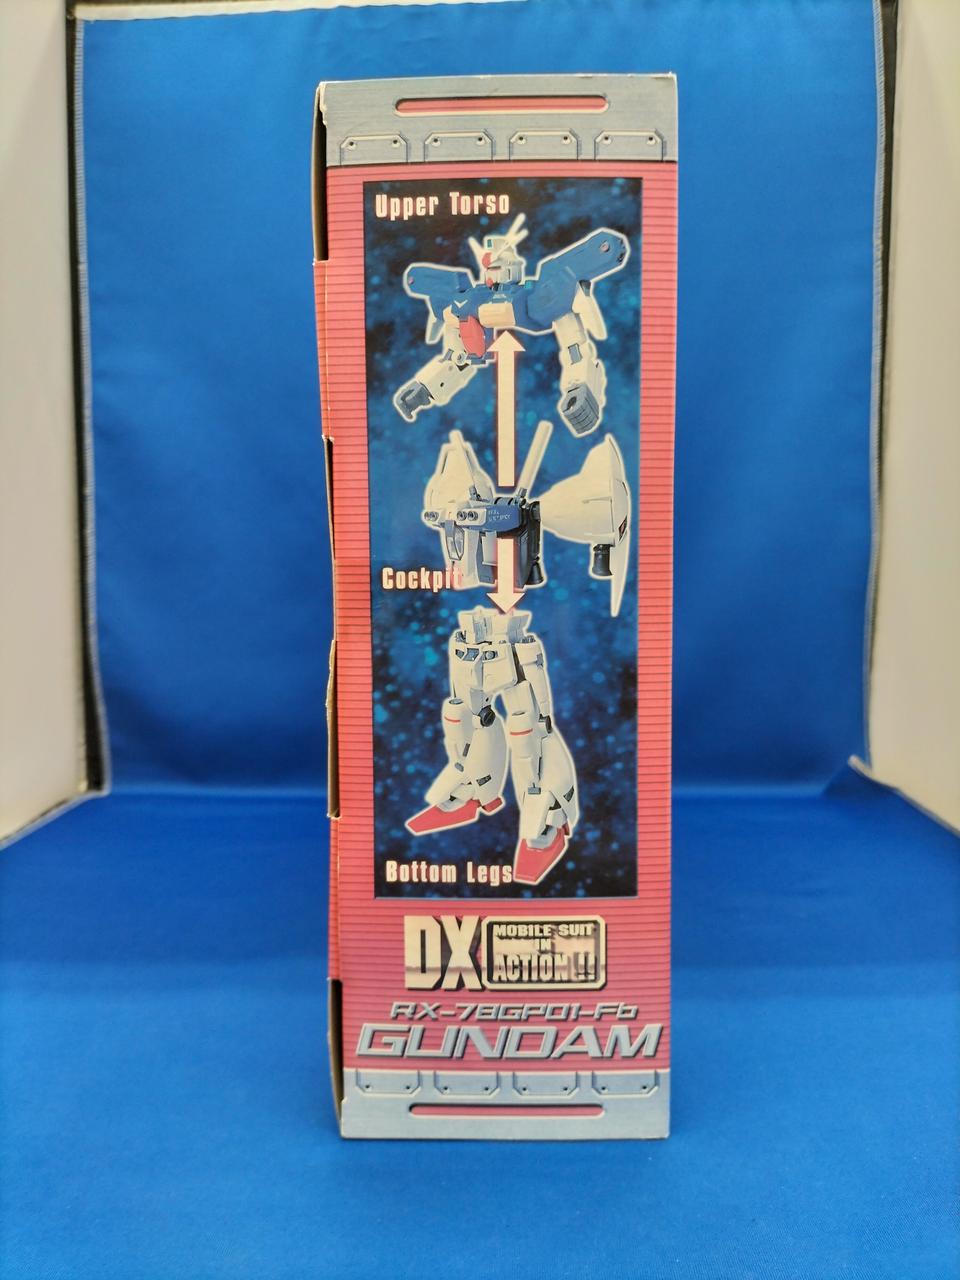 Upper Torso
Cockpit
Bottom Legs
DX MOBILE SUIT
IN
ACTION!!
RX-78GP01-Fb
GUNDAM